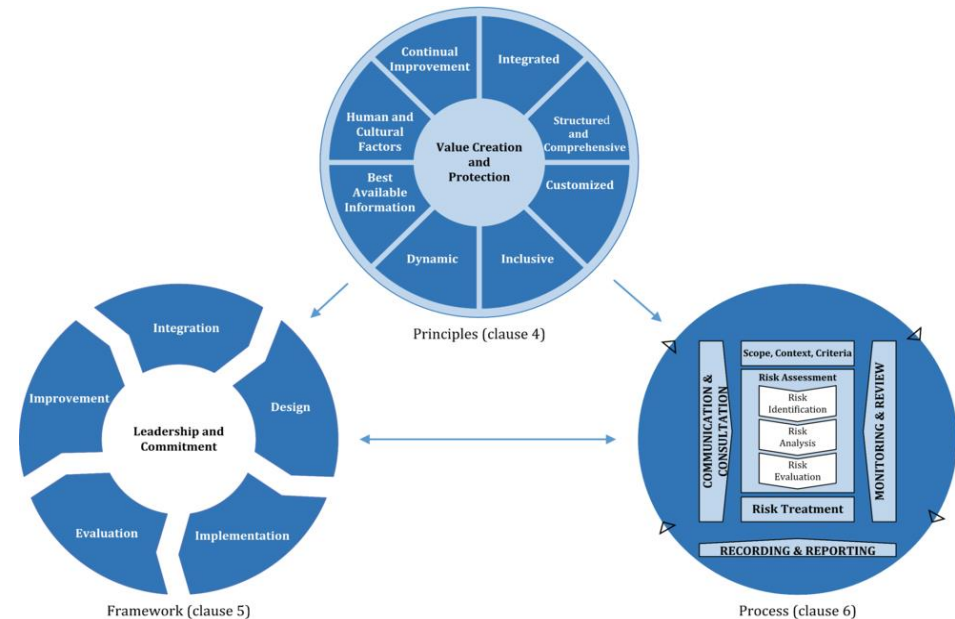 Continual
Improvement
Integrated
Human and
Cultural
Factors
Structured
and
Comprehensive
Value Creation
and
Protection
Best
Available
Information
Customized
Dynamic
Inclusive
Principles (clause 4)
Integration
Improvement
Design
Leadership and
Commitment
Evaluation
Implementation
Framework (clause 5)
Scope, Context, Criteria
COMMUNICATION &
CONSULTATION
Risk Assessment
Risk
Identification
Risk
Analysis
Risk
Evaluation
MONITORING & REVIEW
Risk Treatment
RECORDING & REPORTING
Process (clause 6)